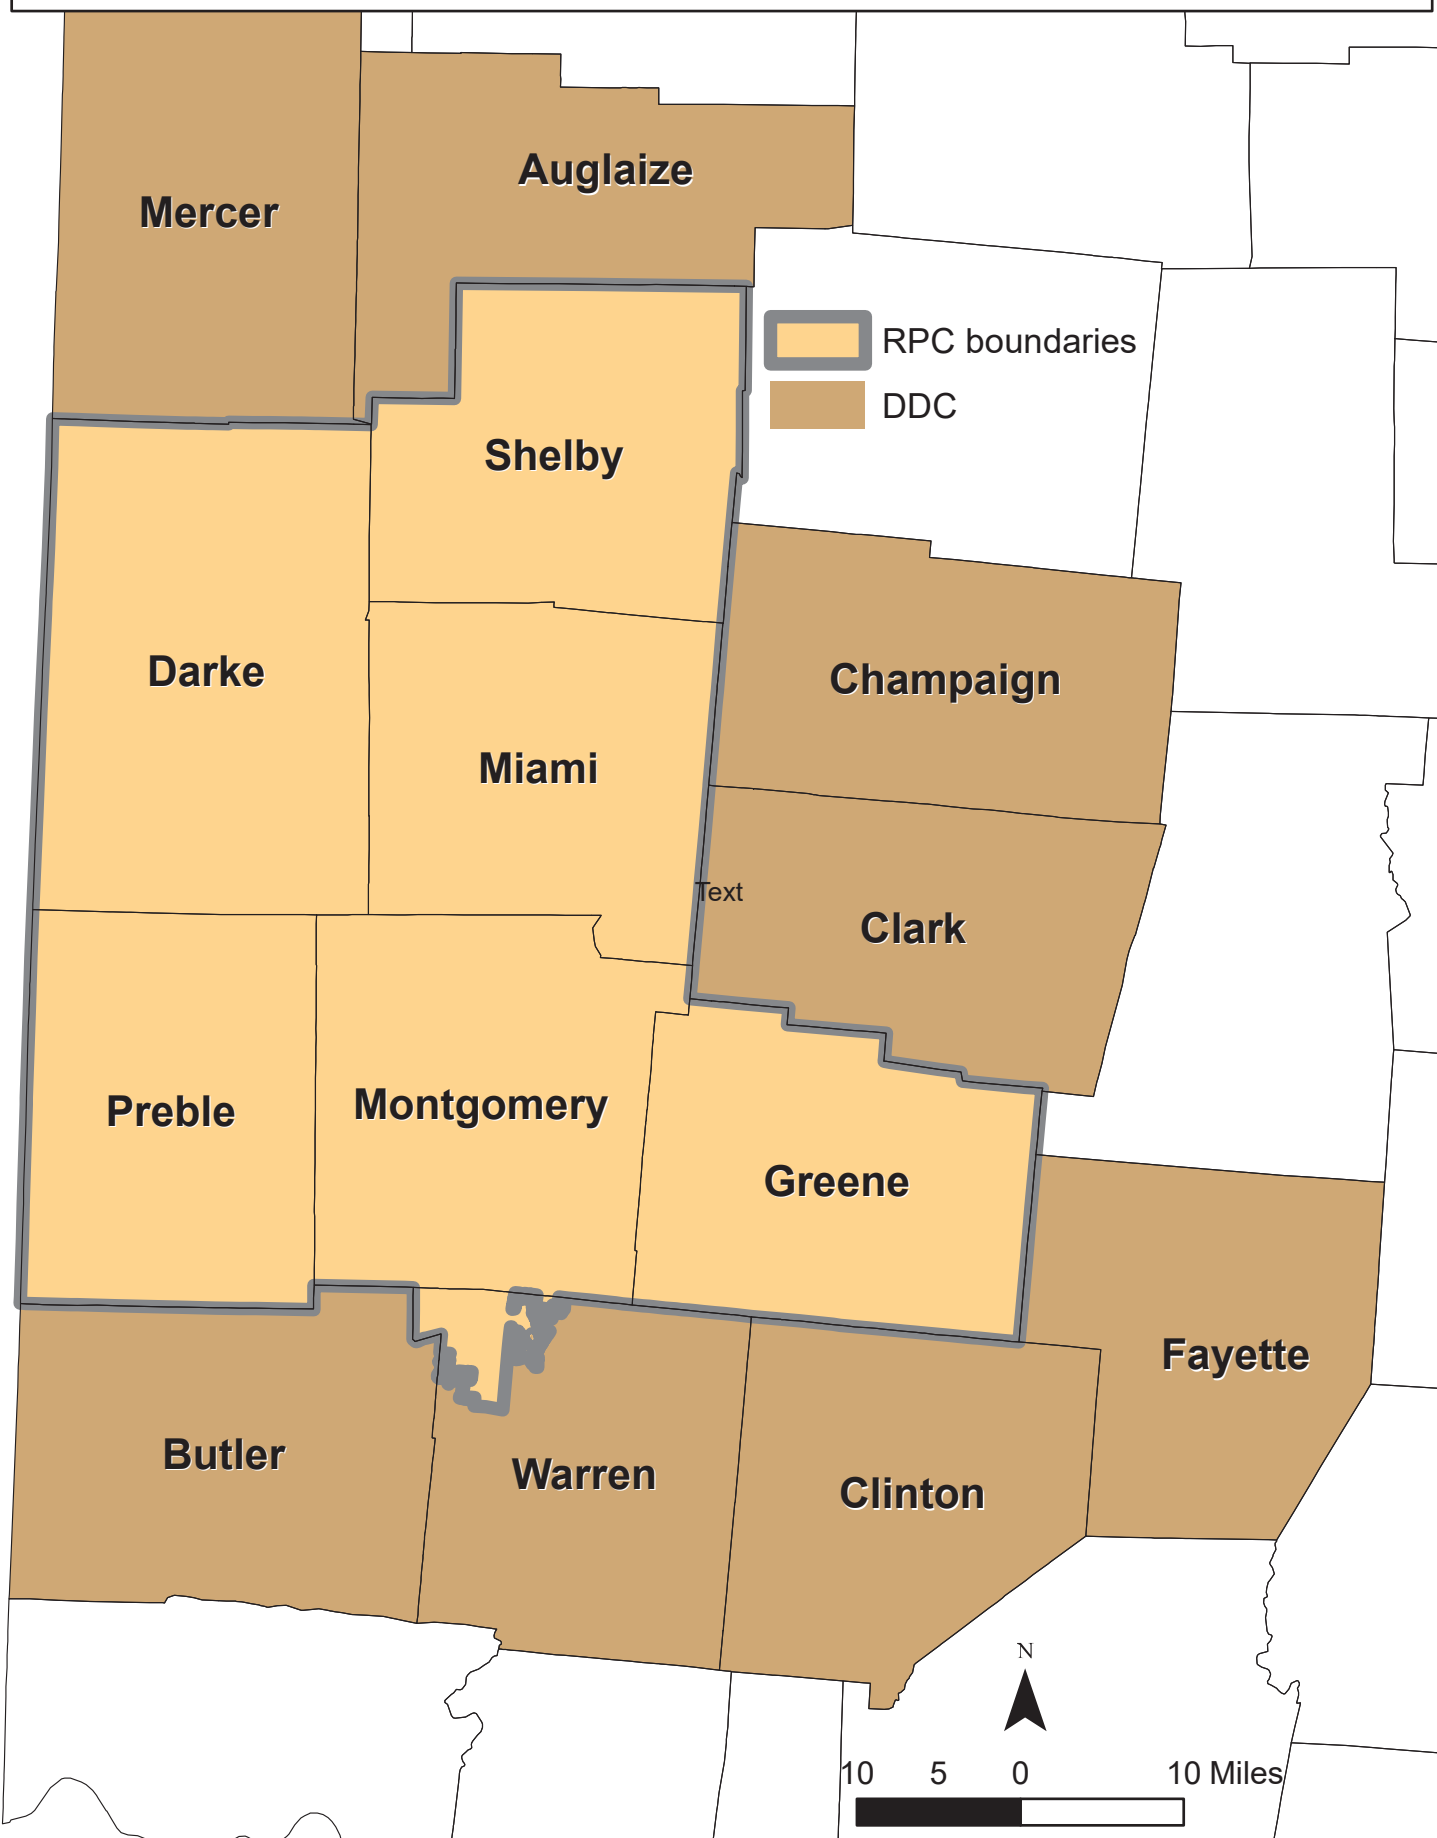 Auglaize
Mercer
RPC boundaries
DDC
Shelby
Darke
Champaign
Miami
Text
Clark
Preble
Montgomery
Greene
Fayette
Butler
Warren
Clinton
N
10 5 0 10 Miles